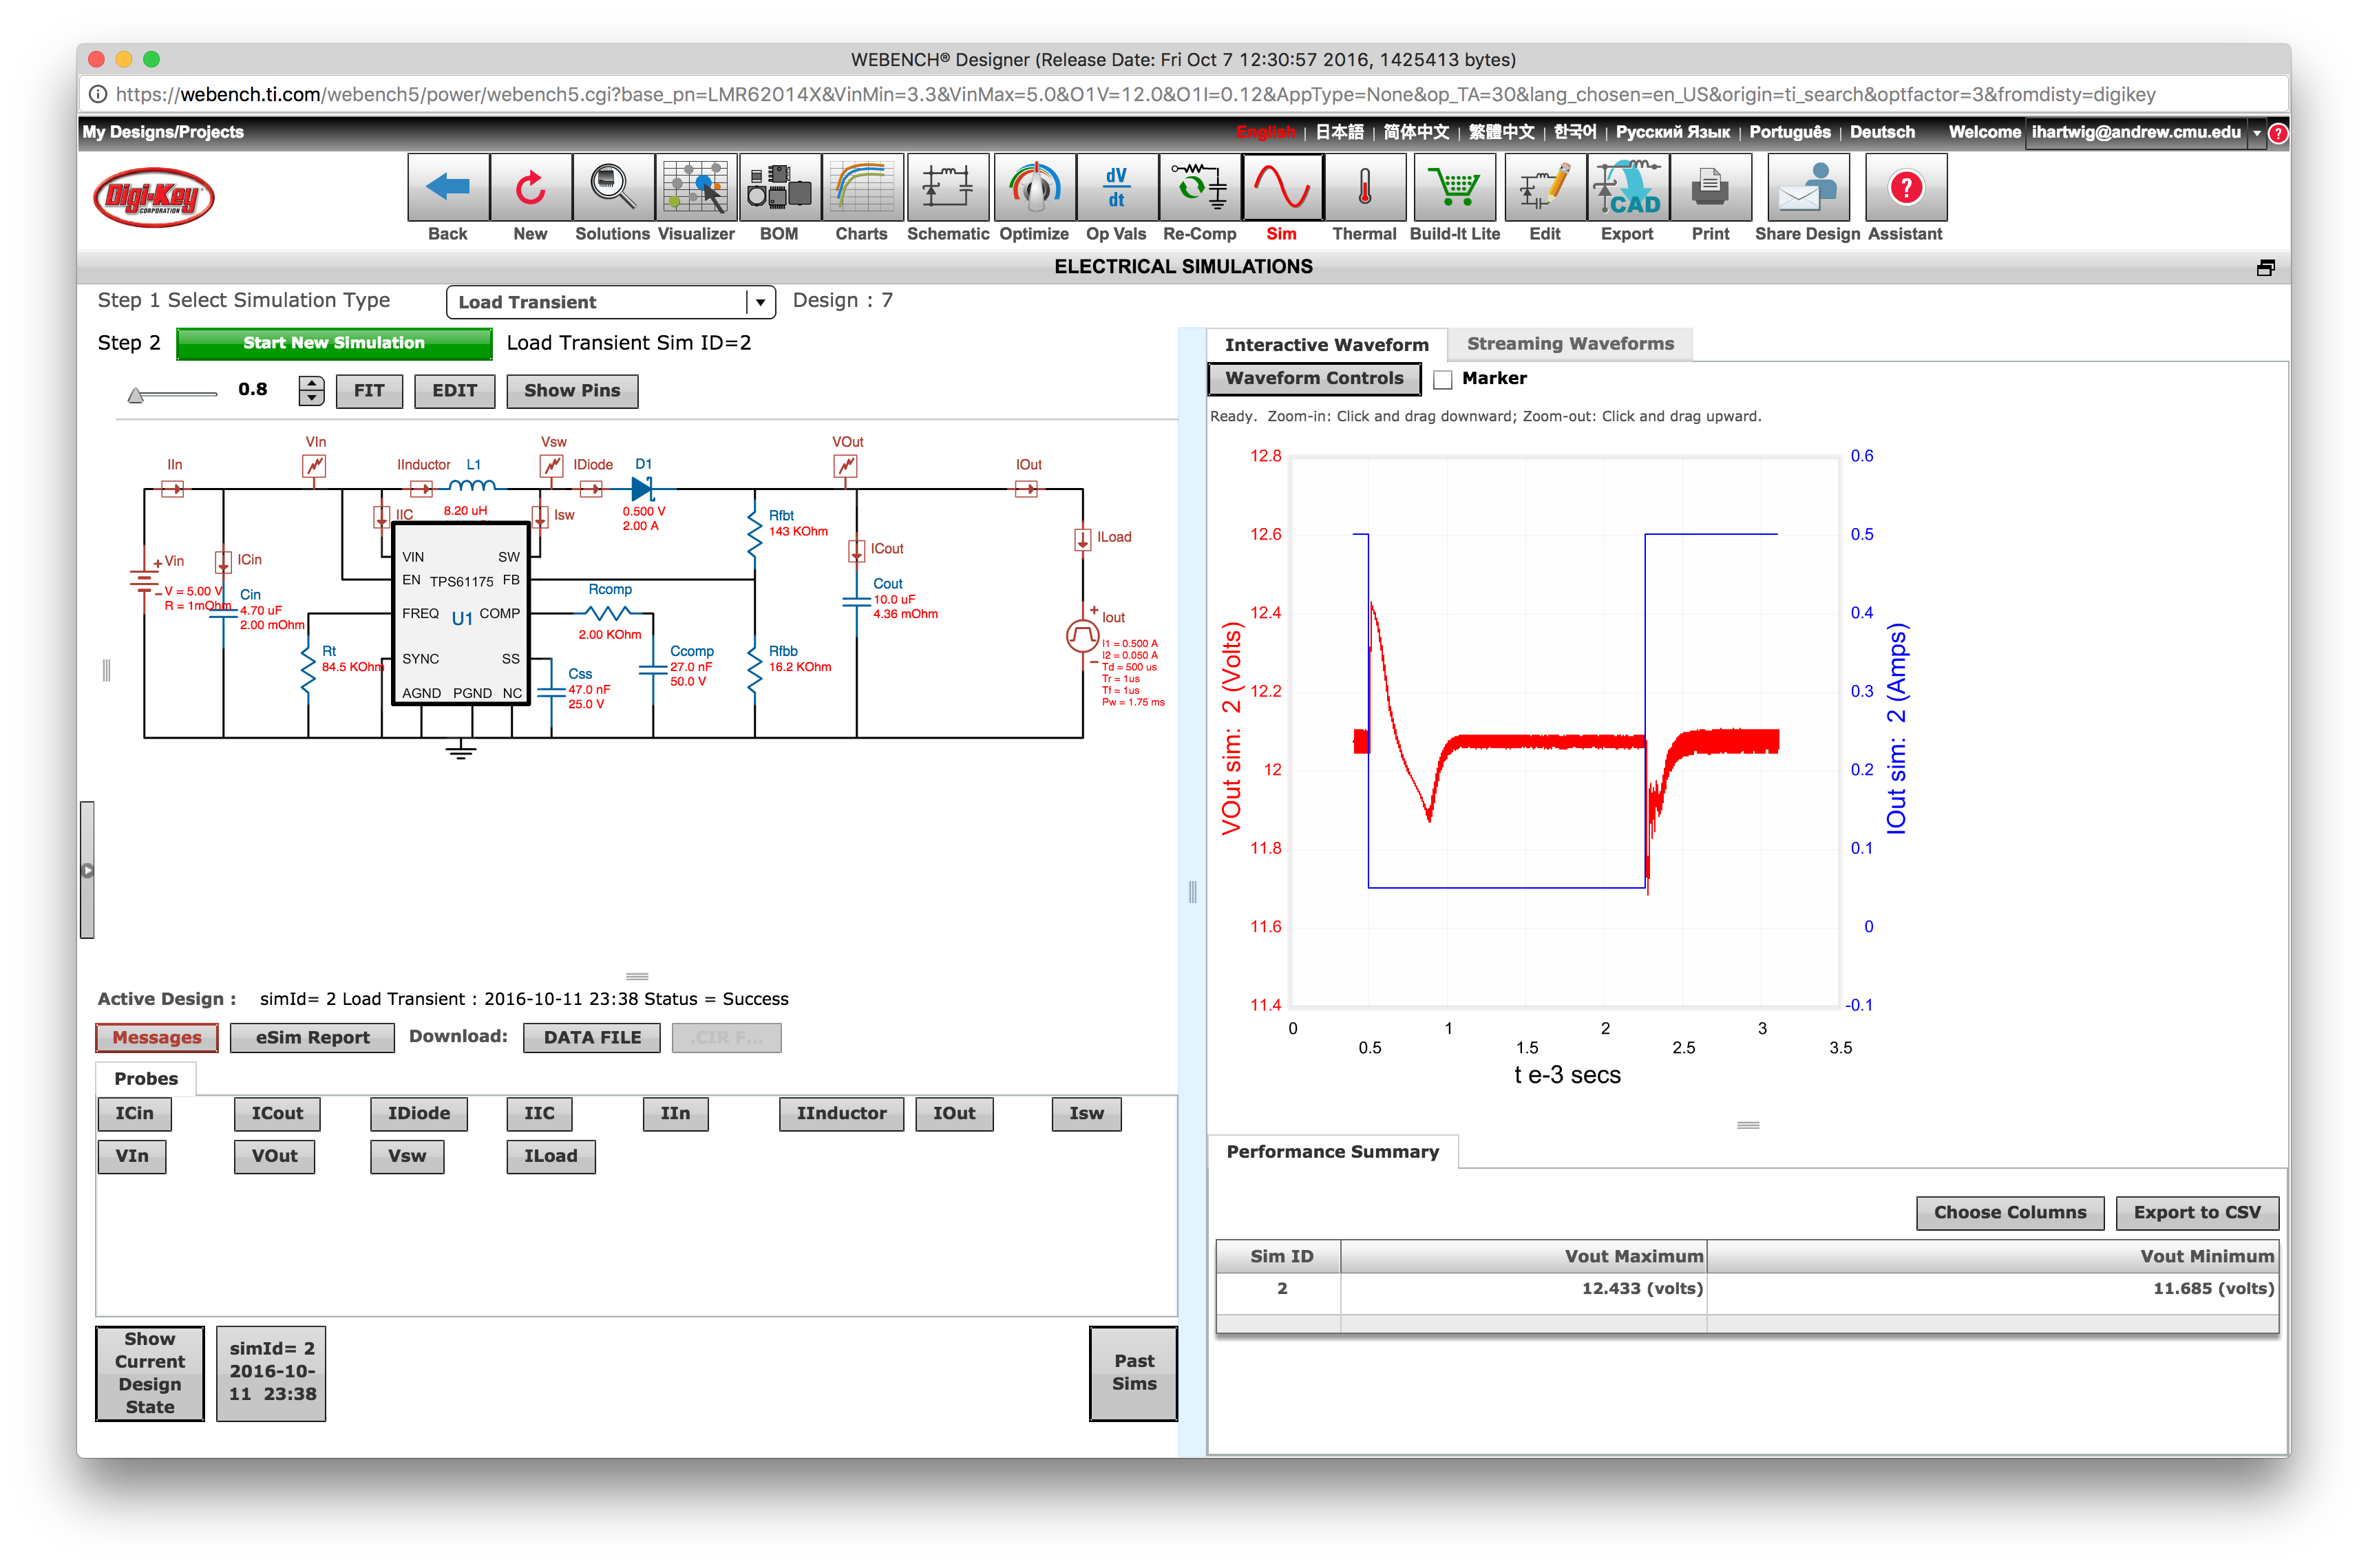 WEBENCH® Designer (Release Date: Fri Oct 7 12:30:57 2016, 1425413 bytes)
https://webench.ti.com/webench5/power/webench5.cgi?base_pn=LMR62014X&VinMin=3.3&VinMax=5.0&O1V=12.0&O1I=0.12&AppType=None&op_TA=30&lang_chosen=en_US&origin=ti_search&optfactor=3&fromdisty=digikey
My Designs/Projects
English | 日本語 | 简体中文 | 繁體中文 | 한국어 | Русский Язык | Português | Deutsch Welcome ihartwig@andrew.cmu.edu ?
Digi-Key
CORPORATION
dV
dt
CAD
?
Back New Solutions Visualizer BOM Charts Schematic Optimize Op Vals Re-Comp Sim Thermal Build-It Lite Edit Export Print Share Design Assistant
ELECTRICAL SIMULATIONS
Step 1 Select Simulation Type Load Transient Design : 7
Step 2 Start New Simulation Load Transient Sim ID=2
0.8 FIT EDIT Show Pins
VIn Vsw VOut
IIn IInductor L1 IDiode D1 IOut
IIC 8.20 uH Isw 0.500 V
2.00 A
Rfbt
143 KOhm
ILoad
ICout
+ Vin
V = 5.00 V
R = 1mOhm
ICin
Cin
4.70 uF
2.00 mOhm
VIN SW
EN TPS61175 FB
FREQ U1 COMP
SYNC SS
AGND PGND NC
Rcomp
2.00 KOhm
Cout
10.0 uF
4.36 mOhm
Iout
I1 = 0.500 A
I2 = 0.050 A
Td = 500 us
Tr = 1us
Tf = 1us
Pw = 1.75 ms
Rt
84.5 KOhm
Css
47.0 nF
25.0 V
Ccomp
27.0 nF
50.0 V
Rfbb
16.2 KOhm
Active Design : simId= 2 Load Transient : 2016-10-11 23:38 Status = Success
Messages eSim Report Download: DATA FILE .CIR F...
Probes
ICin ICout IDiode IIC IIn IInductor IOut Isw
VIn VOut Vsw ILoad
Show
Current
Design
State
simId= 2
2016-10-
11 23:38
Past
Sims
Interactive Waveform Streaming Waveforms
Waveform Controls Marker
Ready. Zoom-in: Click and drag downward; Zoom-out: Click and drag upward.
VOut sim: 2 (Volts)
12.8
12.6
12.4
12.2
12
11.8
11.6
11.4
0.6
0.5
0.4
0.3
0.2
0.1
0
-0.1
IOut sim: 2 (Amps)
0 1 2 3
0.5 1.5 2.5 3.5
t e-3 secs
Performance Summary
Choose Columns Export to CSV
Sim ID Vout Maximum Vout Minimum
2 12.433 (volts) 11.685 (volts)